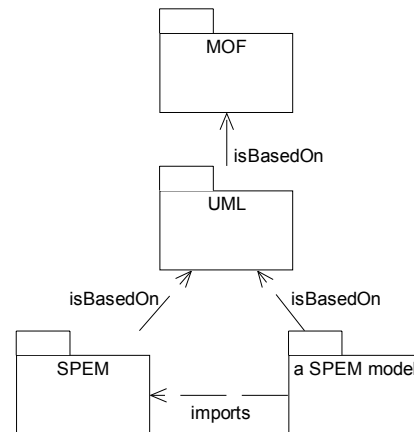 MOF
isBasedOn
UML
isBasedOn
isBasedOn
SPEM
a SPEM model
imports